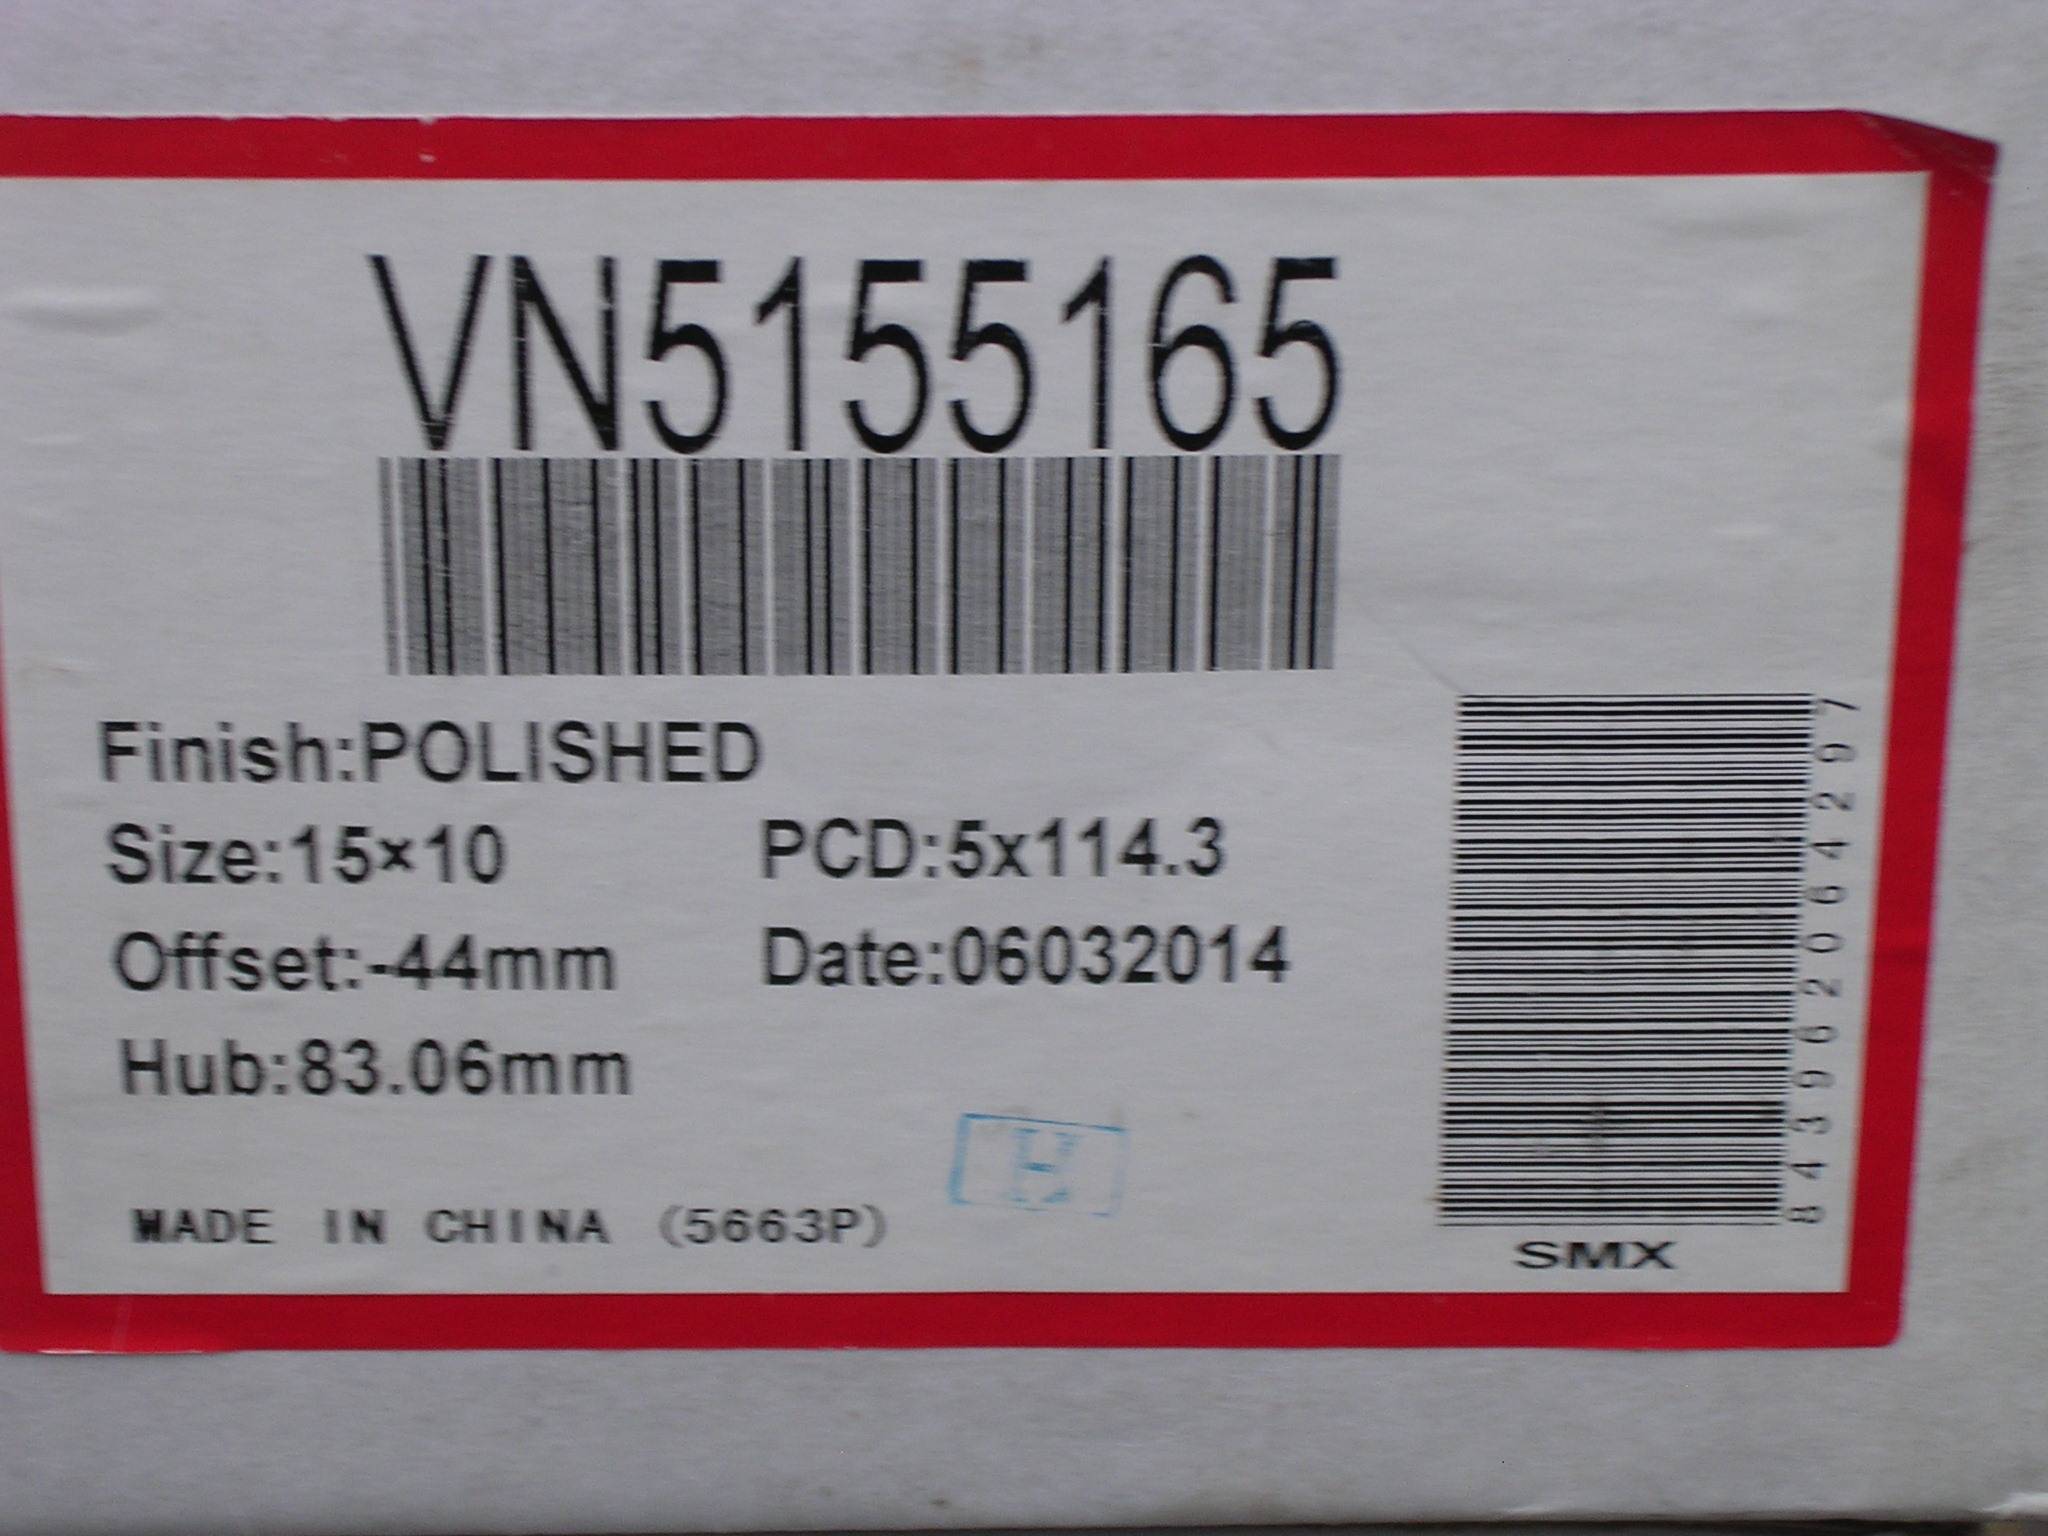 VN5155165
Finish:POLISHED
Size:15×10 PCD:5x114.3
Offset:-44mm Date:06032014
Hub:83.06mm
MADE IN CHINA (5663P)
H
843962064297
SMX